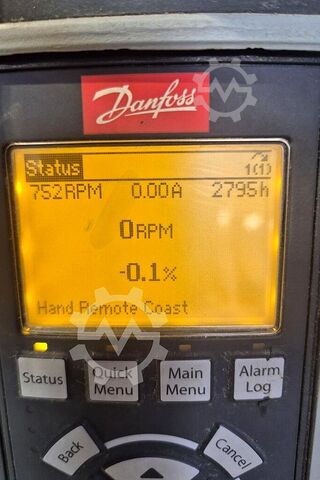 Danfoss
Status 1(1)
752RPM 0.00A 2795h
0RPM
-0.1%
Hand Remote Coast
Status Quick Menu Main Menu Alarm Log
Back Cancel